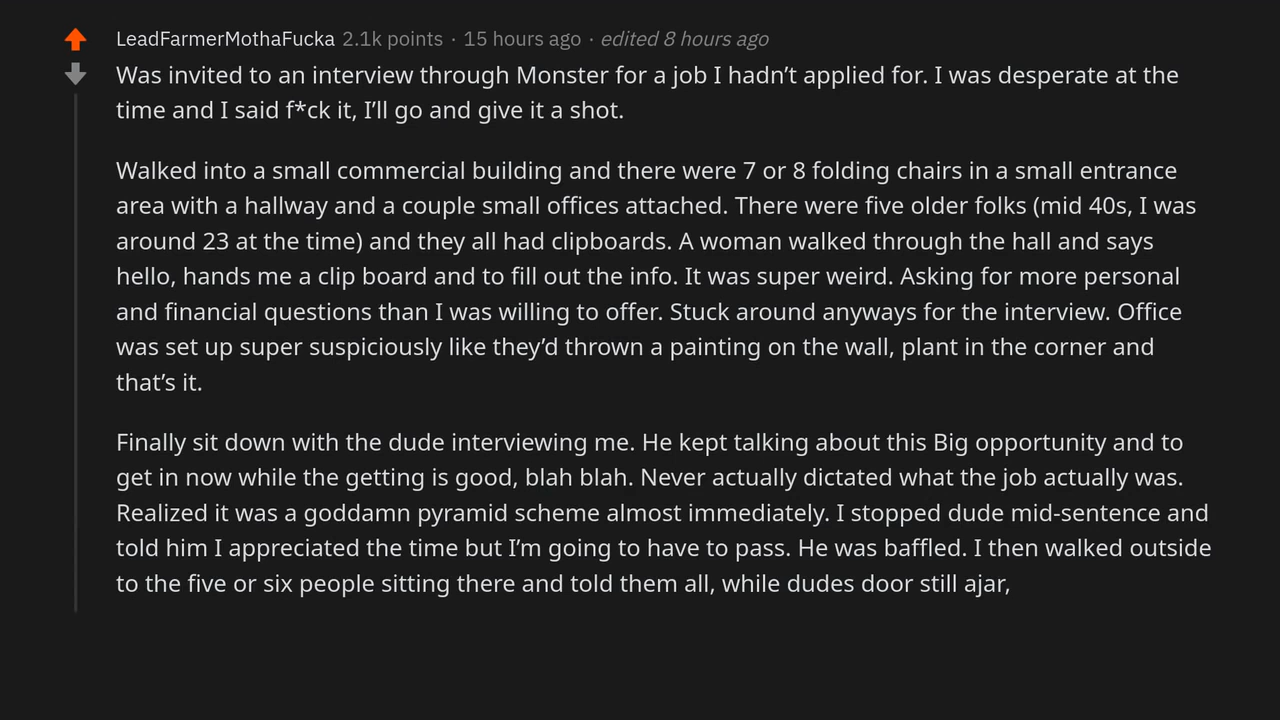 LeadFarmerMothaFucka 2.1k points · 15 hours ago · edited 8 hours ago
Was invited to an interview through Monster for a job I hadn’t applied for. I was desperate at the
time and I said f*ck it, I’ll go and give it a shot.
Walked into a small commercial building and there were 7 or 8 folding chairs in a small entrance
area with a hallway and a couple small offices attached. There were five older folks (mid 40s, I was
around 23 at the time) and they all had clipboards. A woman walked through the hall and says
hello, hands me a clip board and to fill out the info. It was super weird. Asking for more personal
and financial questions than I was willing to offer. Stuck around anyways for the interview. Office
was set up super suspiciously like they’d thrown a painting on the wall, plant in the corner and
that’s it.
Finally sit down with the dude interviewing me. He kept talking about this Big opportunity and to
get in now while the getting is good, blah blah. Never actually dictated what the job actually was.
Realized it was a goddamn pyramid scheme almost immediately. I stopped dude mid-sentence and
told him I appreciated the time but I’m going to have to pass. He was baffled. I then walked outside
to the five or six people sitting there and told them all, while dudes door still ajar,